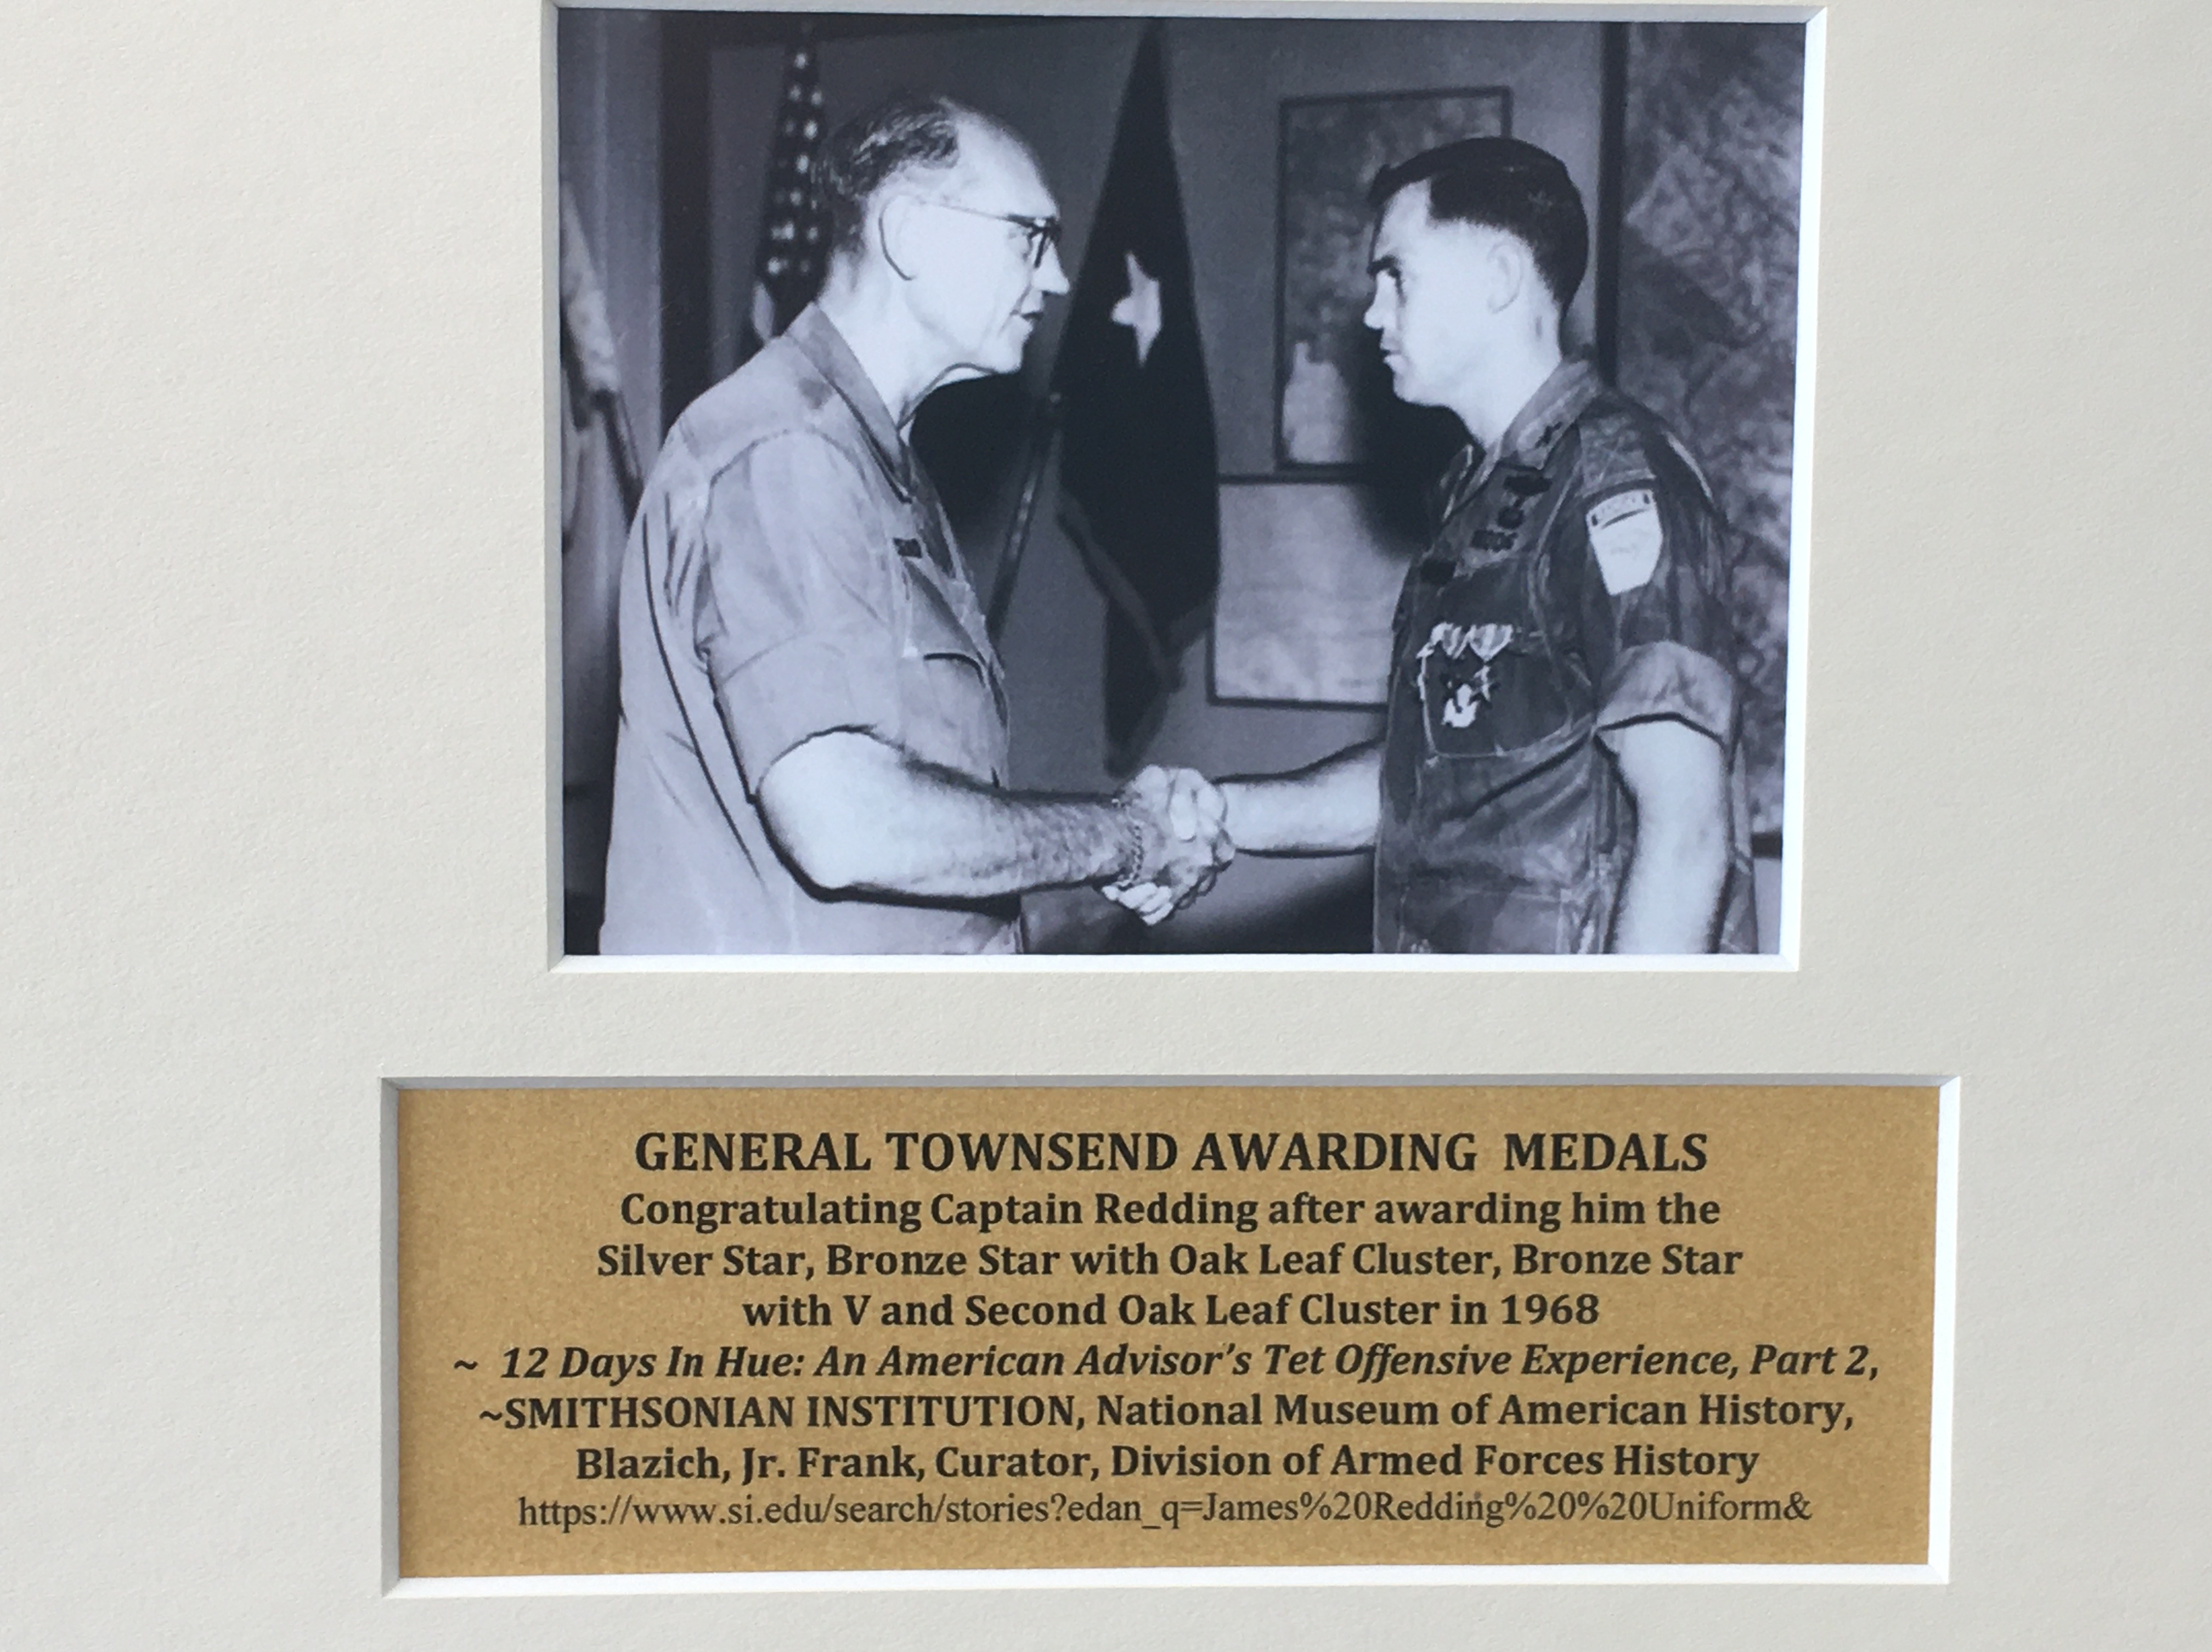 GENERAL TOWNSEND AWARDING MEDALS
Congratulating Captain Redding after awarding him the
Silver Star, Bronze Star with Oak Leaf Cluster, Bronze Star
with V and Second Oak Leaf Cluster in 1968
~ 12 Days In Hue: An American Advisor's Tet Offensive Experience, Part 2,
~SMITHSONIAN INSTITUTION, National Museum of American History,
Blazich, Jr. Frank, Curator, Division of Armed Forces History
https://www.si.edu/search/stories?edan_q=James%20Redding%20%20Uniform&